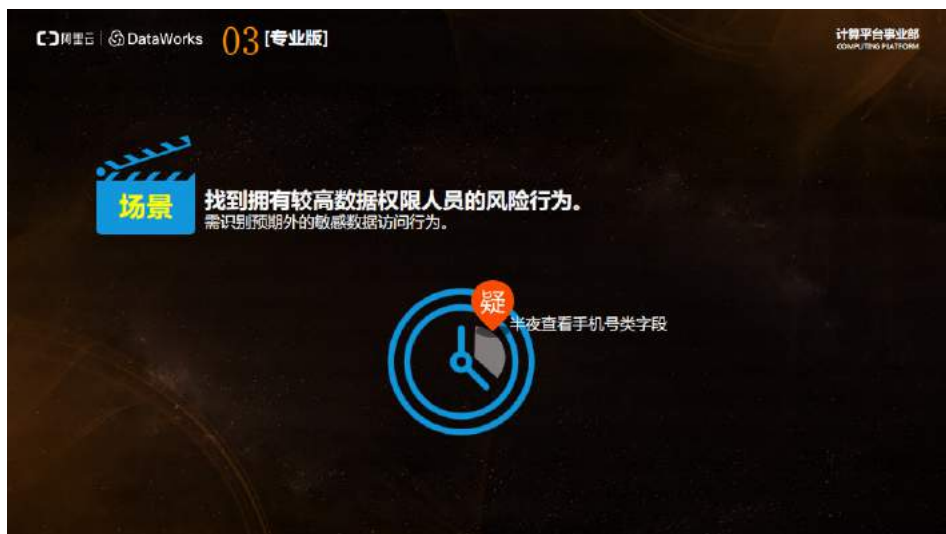 阿里云 | DataWorks 03 [专业版]
计算平台事业部
COMPUTING PLATFORM
场景
找到拥有较高数据权限人员的风险行为。
需识别预期外的敏感数据访问行为。
疑
半夜查看手机号类字段